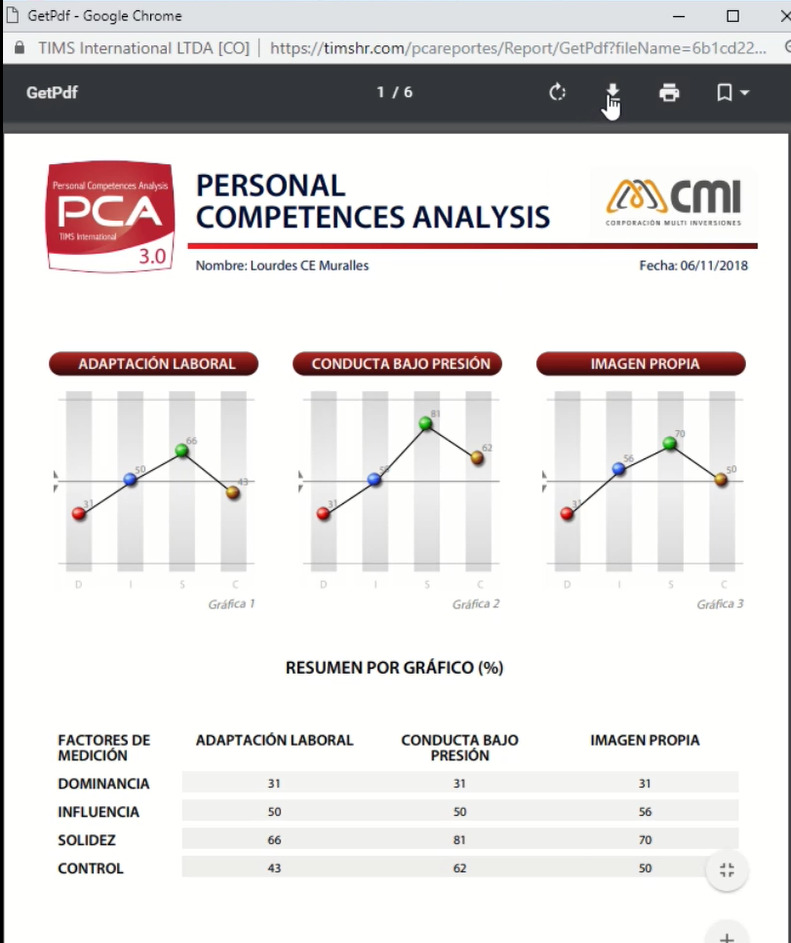 GetPdf - Google Chrome
TIMS International LTDA [CO] | https://timshr.com/pcareportes/Report/GetPdf?fileName=6b1cd22...
GetPdf 1 / 6
Personal Competences Analysis
PCA
TIMS International
3.0
PERSONAL
COMPETENCES ANALYSIS
cmi
CORPORACIÓN MULTI INVERSIONES
Nombre: Lourdes CE Muralles Fecha: 06/11/2018
ADAPTACIÓN LABORAL CONDUCTA BAJO PRESIÓN IMAGEN PROPIA
31 50 66 43
31 81 62
56 70 50
D I S C D I S C D I S C
Gráfica 1 Gráfica 2 Gráfica 3
RESUMEN POR GRÁFICO (%)
FACTORES DE MEDICIÓN ADAPTACIÓN LABORAL CONDUCTA BAJO PRESIÓN IMAGEN PROPIA
DOMINANCIA 31 31 31
INFLUENCIA 50 50 56
SOLIDEZ 66 81 70
CONTROL 43 62 50